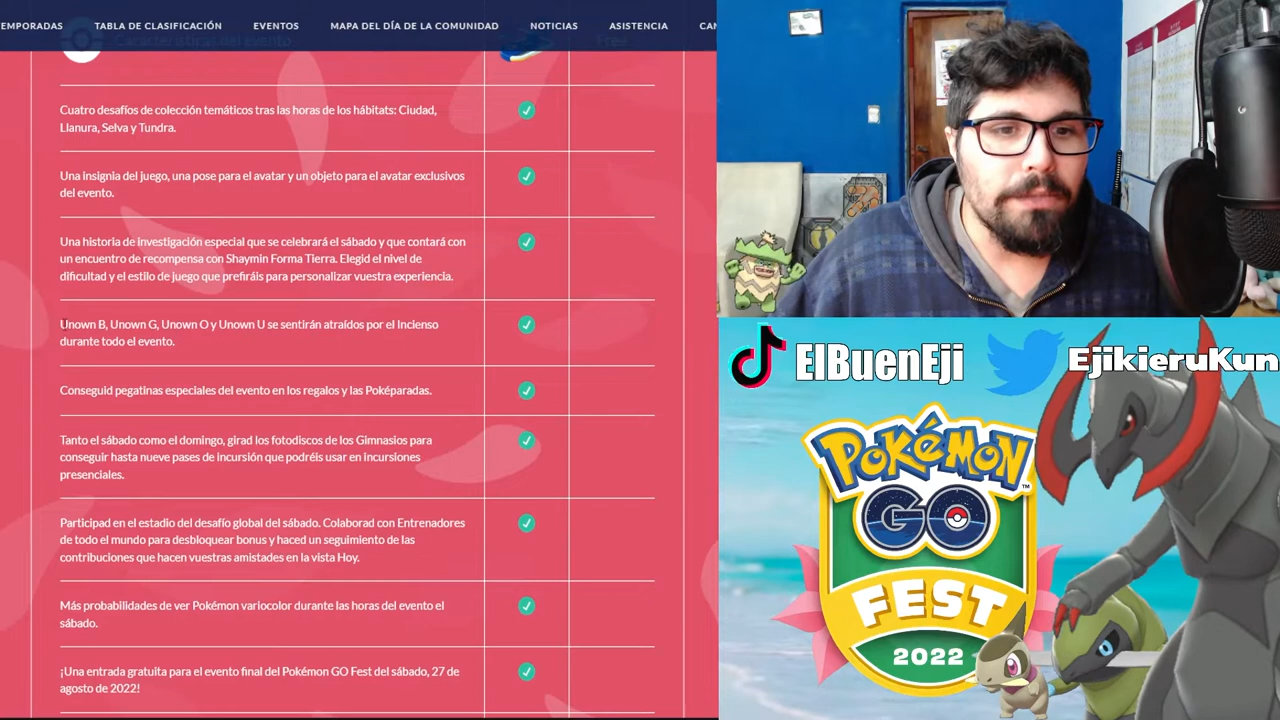 EMPORADAS TABLA DE CLASIFICACIÓN EVENTOS MAPA DEL DÍA DE LA COMUNIDAD NOTICIAS ASISTENCIA CAN
Características del evento Free
Cuatro desafíos de colección temáticos tras las horas de los hábitats: Ciudad,
Llanura, Selva y Tundra.
Una insignia del juego, una pose para el avatar y un objeto para el avatar exclusivos
del evento.
Una historia de investigación especial que se celebrará el sábado y que contará con
un encuentro de recompensa con Shaymin Forma Tierra. Elegid el nivel de
dificultad y el estilo de juego que prefiráis para personalizar vuestra experiencia.
Unown B, Unown G, Unown O y Unown U se sentirán atraídos por el Incienso
durante todo el evento.
Conseguid pegatinas especiales del evento en los regalos y las Poképaradas.
Tanto el sábado como el domingo, girad los fotodiscos de los Gimnasios para
conseguir hasta nueve pases de incursión que podréis usar en incursiones
presenciales.
Participad en el estadio del desafío global del sábado. Colaborad con Entrenadores
de todo el mundo para desbloquear bonus y haced un seguimiento de las
contribuciones que hacen vuestras amistades en la vista Hoy.
Más probabilidades de ver Pokémon variocolor durante las horas del evento el
sábado.
¡Una entrada gratuita para el evento final del Pokémon GO Fest del sábado, 27 de
agosto de 2022!
ElBuenEji
EjikieruKun
POKéMON
GO
FEST
2022